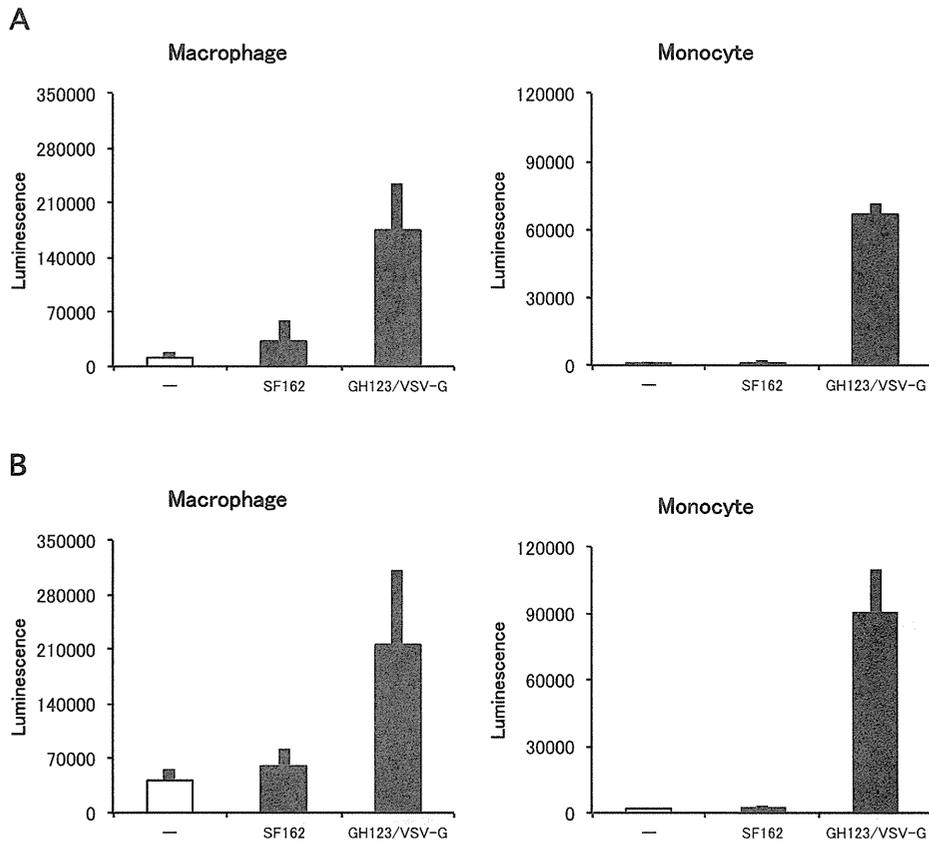 A
Macrophage
Monocyte
Luminescence
350000
280000
210000
140000
70000
0
— SF162 GH123/VSV-G
Luminescence
120000
90000
60000
30000
0
— SF162 GH123/VSV-G
B
Macrophage
Monocyte
Luminescence
350000
280000
210000
140000
70000
0
— SF162 GH123/VSV-G
Luminescence
120000
90000
60000
30000
0
— SF162 GH123/VSV-G